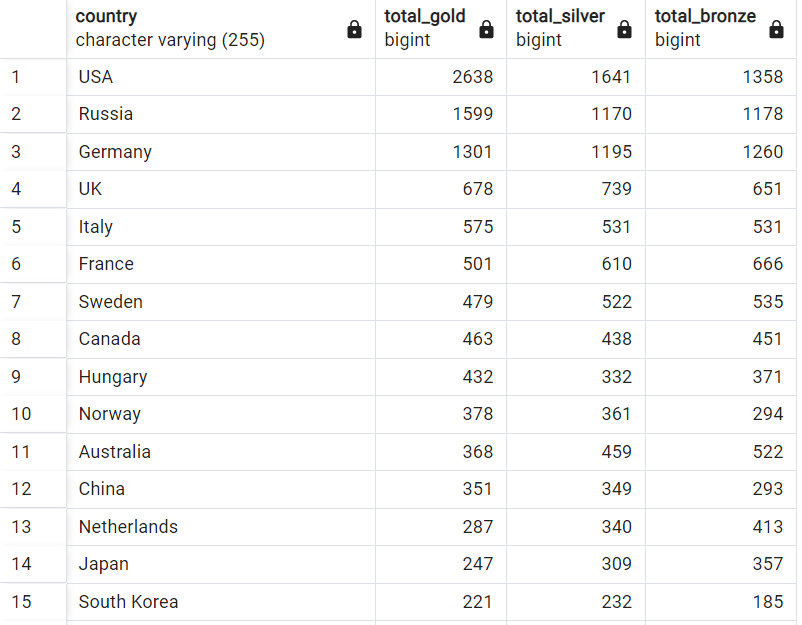 country total_gold total_silver total_bronze
character varying (255) bigint bigint bigint
1 USA 2638 1641 1358
2 Russia 1599 1170 1178
3 Germany 1301 1195 1260
4 UK 678 739 651
5 Italy 575 531 531
6 France 501 610 666
7 Sweden 479 522 535
8 Canada 463 438 451
9 Hungary 432 332 371
10 Norway 378 361 294
11 Australia 368 459 522
12 China 351 349 293
13 Netherlands 287 340 413
14 Japan 247 309 357
15 South Korea 221 232 185